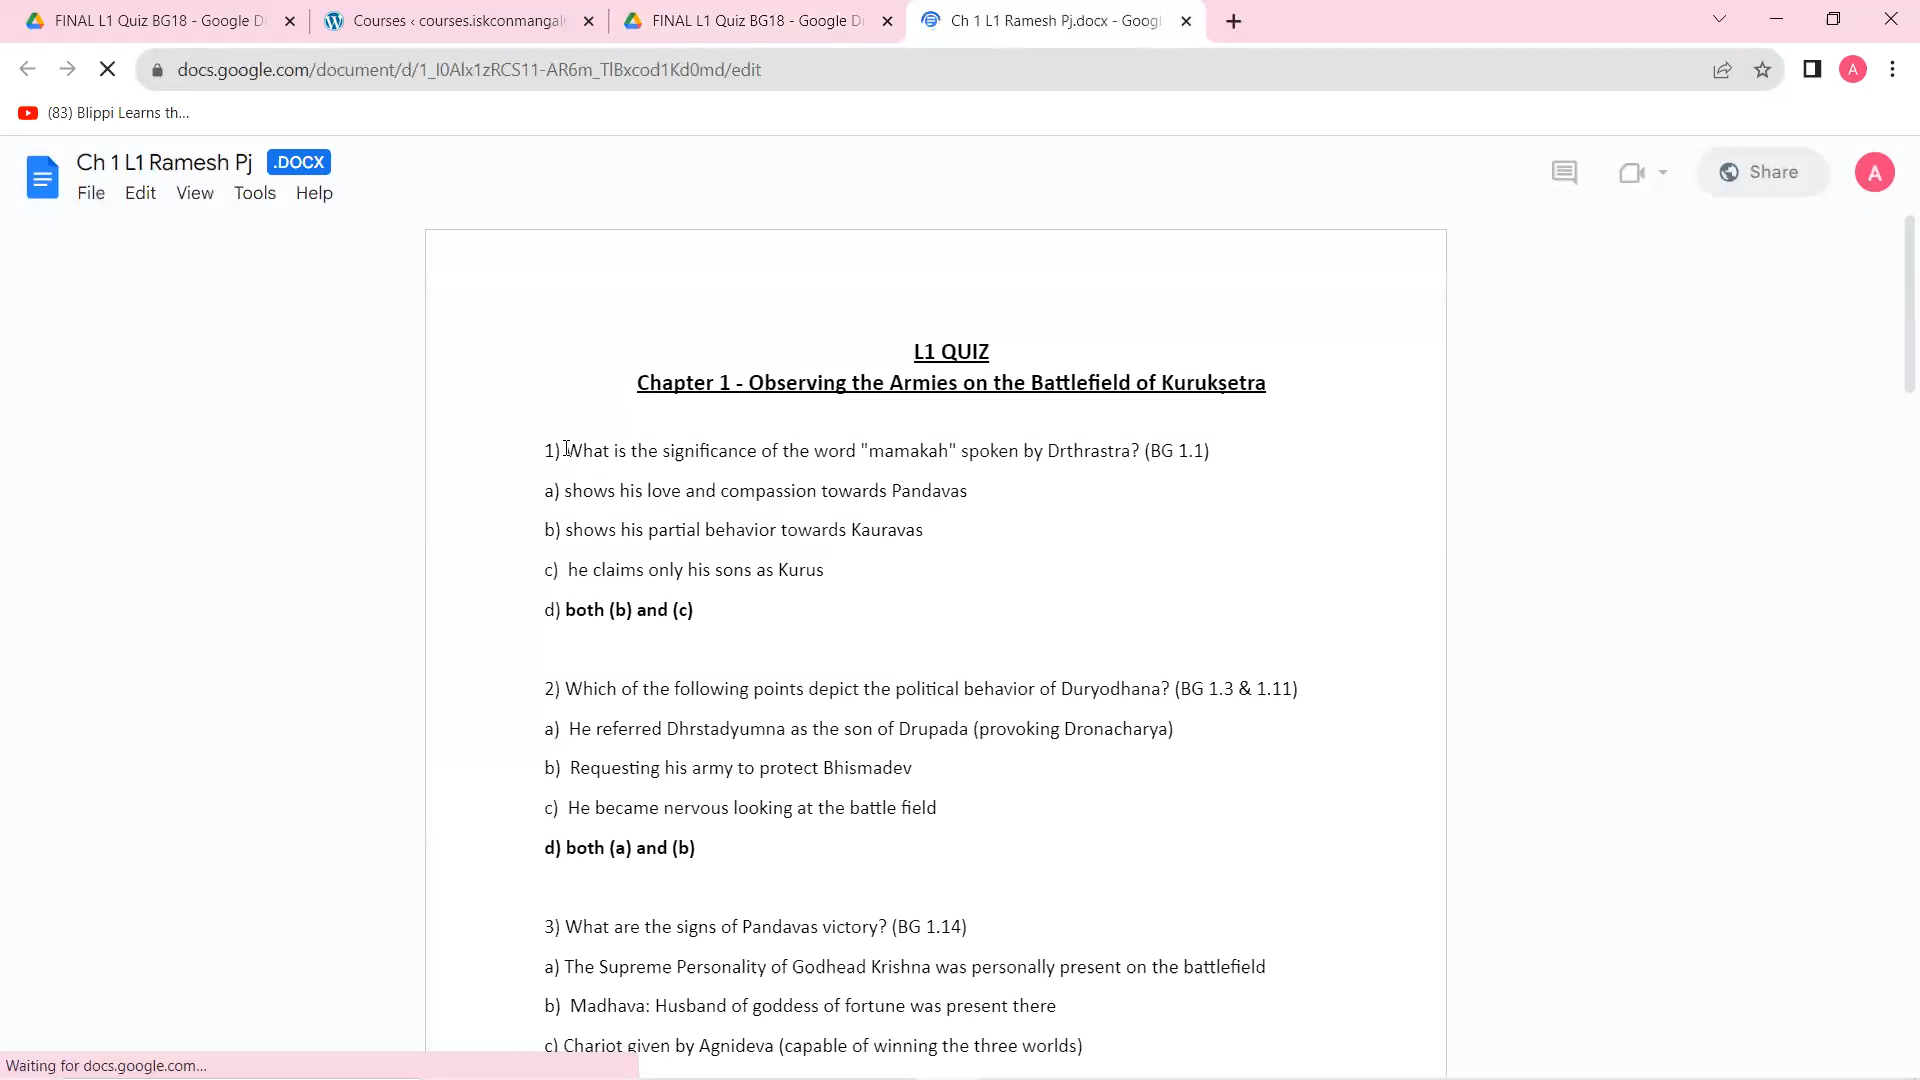 FINAL L1 Quiz BG18 - Google D
Courses ‹ courses.iskconmangal
FINAL L1 Quiz BG18 - Google D
Ch 1 L1 Ramesh Pj.docx - Googl
docs.google.com/document/d/1_I0Alx1zRCS11-AR6m_TlBxcod1Kd0md/edit
A
(83) Blippi Learns th...
Ch 1 L1 Ramesh Pj .DOCX
File Edit View Tools Help
Share
A
L1 QUIZ
Chapter 1 - Observing the Armies on the Battlefield of Kurukṣetra
1) What is the significance of the word "mamakah" spoken by Drthrastra? (BG 1.1)
a) shows his love and compassion towards Pandavas
b) shows his partial behavior towards Kauravas
c) he claims only his sons as Kurus
d) both (b) and (c)
2) Which of the following points depict the political behavior of Duryodhana? (BG 1.3 & 1.11)
a) He referred Dhrstadyumna as the son of Drupada (provoking Dronacharya)
b) Requesting his army to protect Bhismadev
c) He became nervous looking at the battle field
d) both (a) and (b)
3) What are the signs of Pandavas victory? (BG 1.14)
a) The Supreme Personality of Godhead Krishna was personally present on the battlefield
b) Madhava: Husband of goddess of fortune was present there
c) Chariot given by Agnideva (capable of winning the three worlds)
Waiting for docs.google.com...